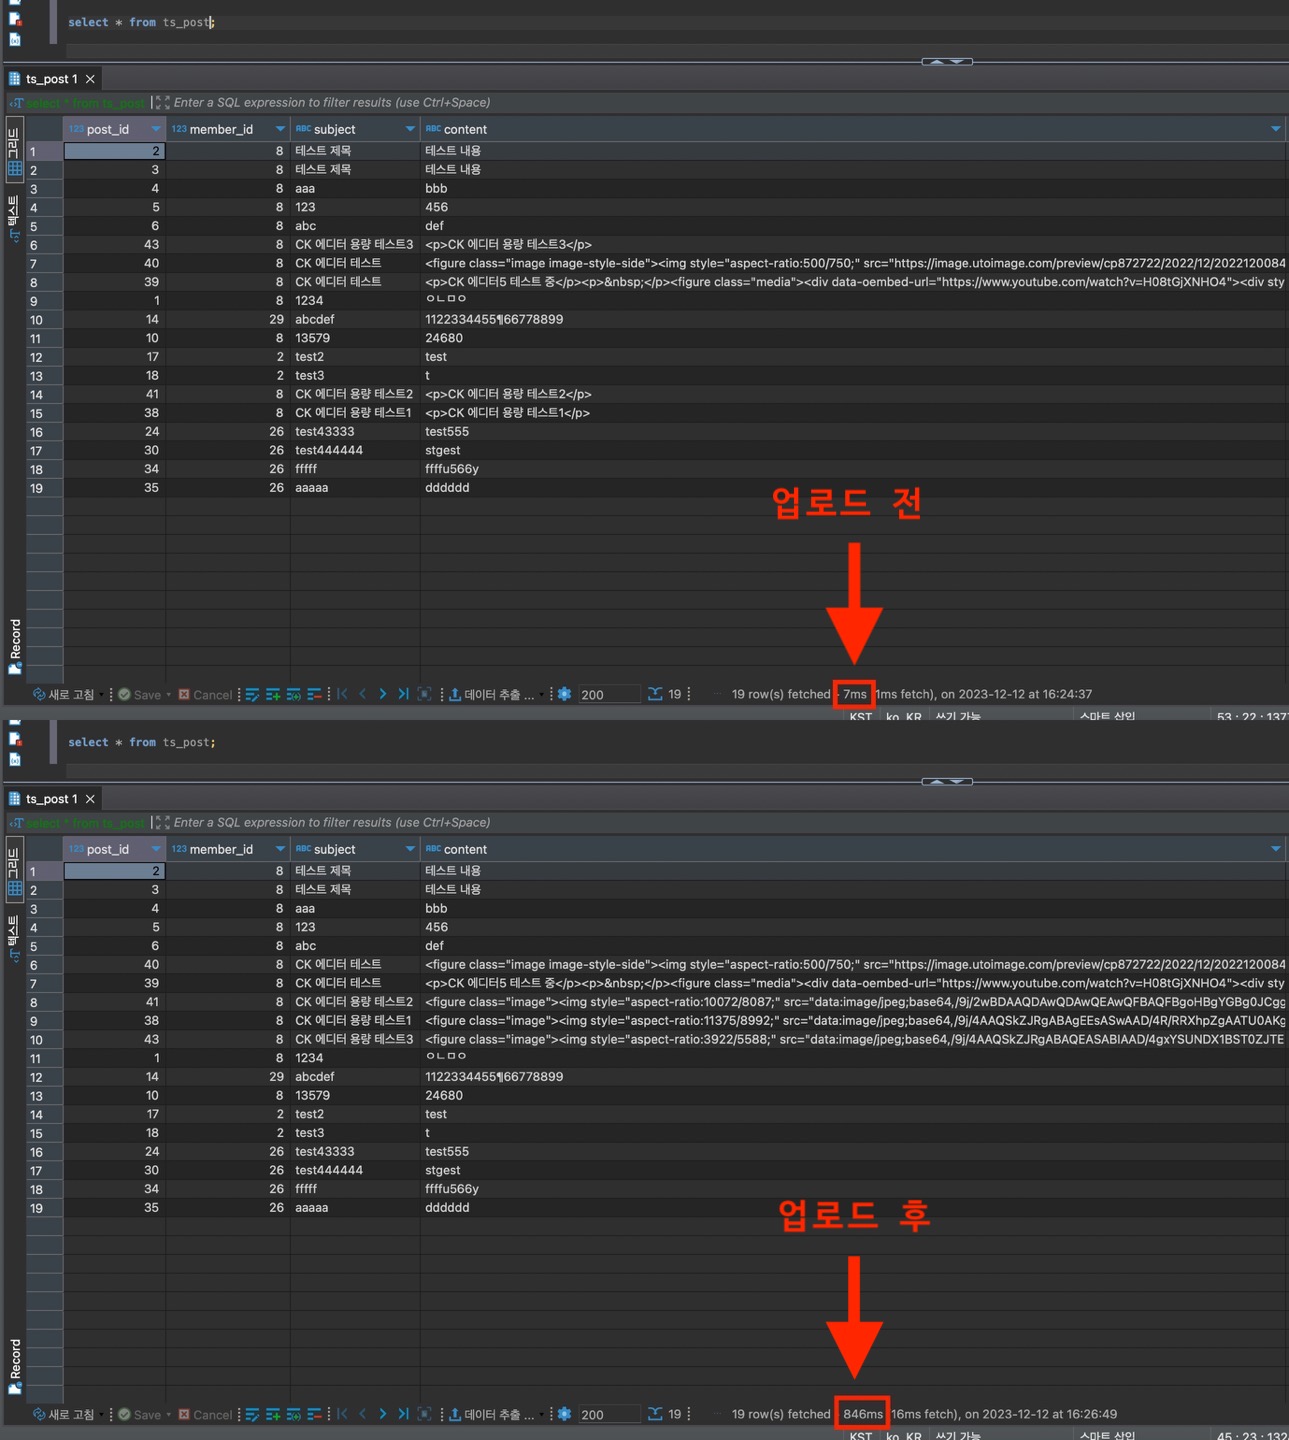 select * from ts_post;
ts_post 1
select * from ts_post
Enter a SQL expression to filter results (use Ctrl+Space)
그리드
텍스트
Record
123 post_id 123 member_id ABC subject ABC content
1 2 8 테스트 제목 테스트 내용
2 3 8 테스트 제목 테스트 내용
3 4 8 aaa bbb
4 5 8 123 456
5 6 8 abc def
6 43 8 CK 에디터 용량 테스트3 <p>CK 에디터 용량 테스트3</p>
7 40 8 CK 에디터 테스트 <figure class="image image-style-side"><img style="aspect-ratio:500/750;" src="https://image.utoimage.com/preview/cp872722/2022/12/2022120084
8 39 8 CK 에디터 테스트 <p>CK 에디터5 테스트 중</p><p>&nbsp;</p><figure class="media"><div data-oembed-url="https://www.youtube.com/watch?v=H08tGjXNHO4"><div sty
9 1 8 1234 ㅇㄴㅁㅇ
10 14 29 abcdef 1122334455¶66778899
11 10 8 13579 24680
12 17 2 test2 test
13 18 2 test3 t
14 41 8 CK 에디터 용량 테스트2 <p>CK 에디터 용량 테스트2</p>
15 38 8 CK 에디터 용량 테스트1 <p>CK 에디터 용량 테스트1</p>
16 24 26 test43333 test555
17 30 26 test444444 stgest
18 34 26 fffff ffffu566y
19 35 26 aaaaa dddddd
업로드 전
새로 고침 Save Cancel 데이터 추출 ... 200 19 19 row(s) fetched - 7ms (1ms fetch), on 2023-12-12 at 16:24:37
KST ko_KR 쓰기 가능 스마트 삽입 53 : 22 : 137
select * from ts_post;
ts_post 1
select * from ts_post
Enter a SQL expression to filter results (use Ctrl+Space)
그리드
텍스트
Record
123 post_id 123 member_id ABC subject ABC content
1 2 8 테스트 제목 테스트 내용
2 3 8 테스트 제목 테스트 내용
3 4 8 aaa bbb
4 5 8 123 456
5 6 8 abc def
6 40 8 CK 에디터 테스트 <figure class="image image-style-side"><img style="aspect-ratio:500/750;" src="https://image.utoimage.com/preview/cp872722/2022/12/2022120084
7 39 8 CK 에디터 테스트 <p>CK 에디터5 테스트 중</p><p>&nbsp;</p><figure class="media"><div data-oembed-url="https://www.youtube.com/watch?v=H08tGjXNHO4"><div sty
8 41 8 CK 에디터 용량 테스트2 <figure class="image"><img style="aspect-ratio:10072/8087;" src="data:image/jpeg;base64,/9j/2wBDAAQDAwQDAwQEAwQFBAQFBgoHBgYGBg0JCgg
9 38 8 CK 에디터 용량 테스트1 <figure class="image"><img style="aspect-ratio:11375/8992;" src="data:image/jpeg;base64,/9j/4AAQSkZJRgABAgEEsASwAAD/4R/RRXhpZgAATU0AKg
10 43 8 CK 에디터 용량 테스트3 <figure class="image"><img style="aspect-ratio:3922/5588;" src="data:image/jpeg;base64,/9j/4AAQSkZJRgABAQEASABIAAD/4gxYSUNDX1BST0ZJTE
11 1 8 1234 ㅇㄴㅁㅇ
12 14 29 abcdef 1122334455¶66778899
13 10 8 13579 24680
14 17 2 test2 test
15 18 2 test3 t
16 24 26 test43333 test555
17 30 26 test444444 stgest
18 34 26 fffff ffffu566y
19 35 26 aaaaa dddddd
업로드 후
새로 고침 Save Cancel 데이터 추출 ... 200 19 19 row(s) fetched 846ms 16ms fetch), on 2023-12-12 at 16:26:49
KST ko_KR 쓰기 가능 스마트 삽입 45 : 23 : 132